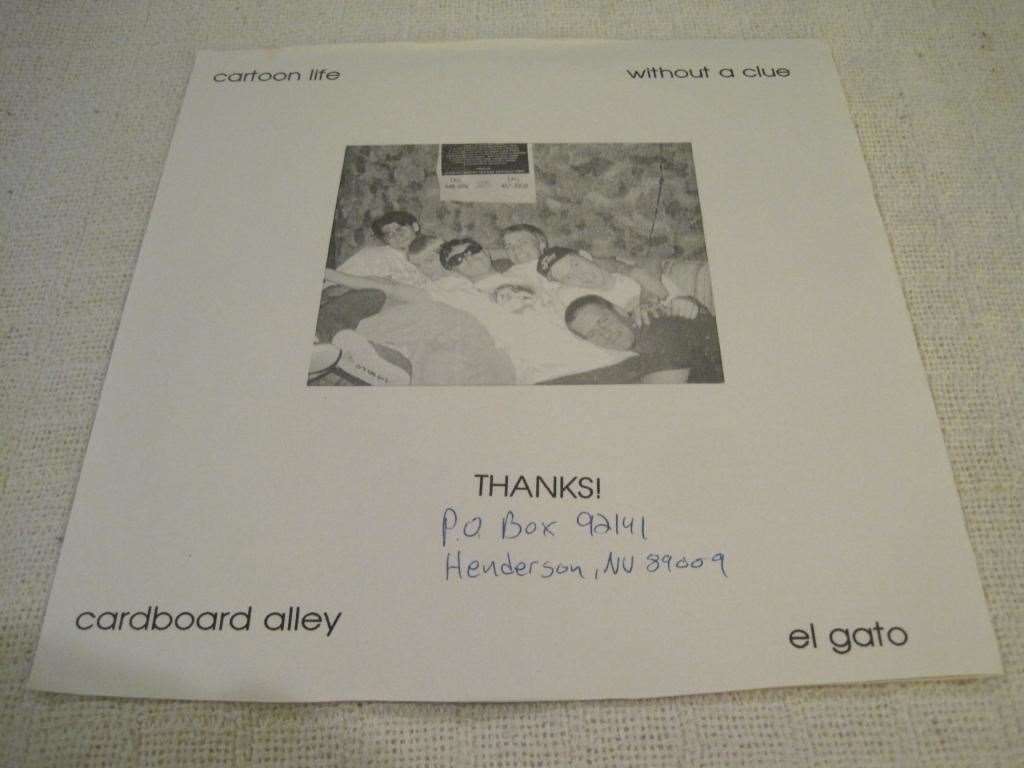 cartoon life
without a clue
THANKS!
P.O. Box 92141
Henderson, NV 89009
cardboard alley
el gato